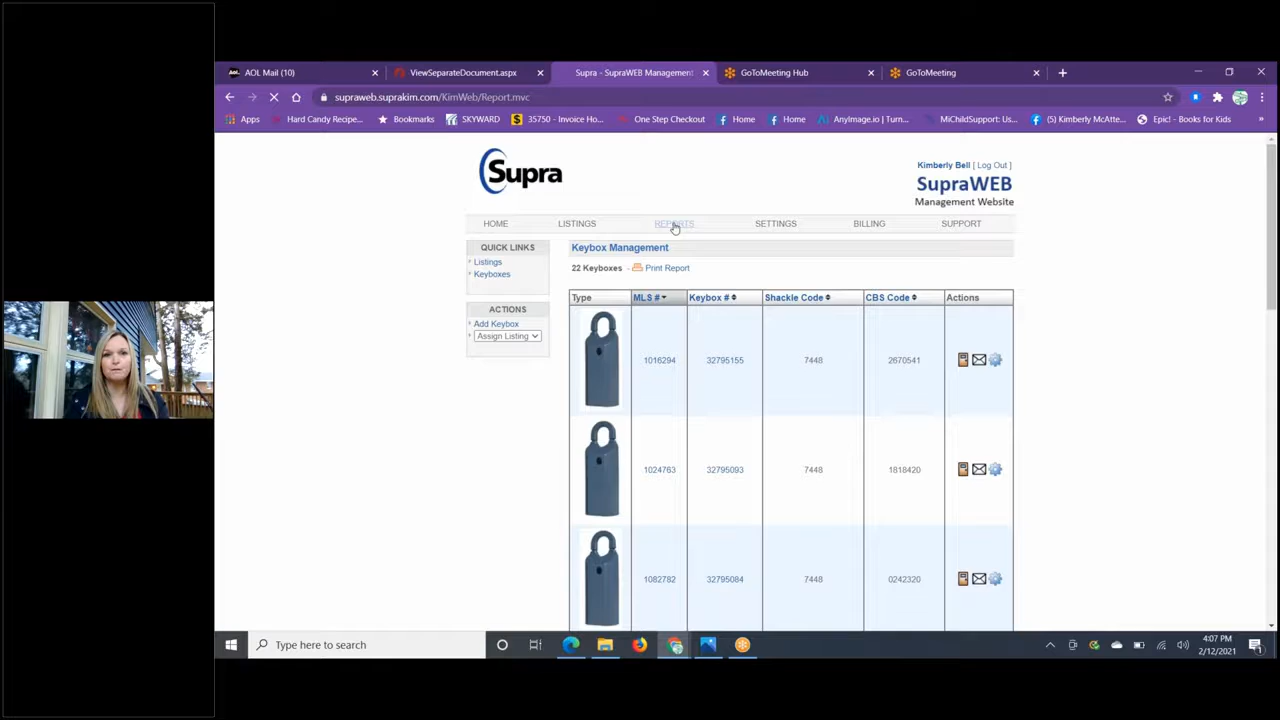 AOL Mail (10)
ViewSeparateDocument.aspx
Supra - SupraWEB Management
GoToMeeting Hub
GoToMeeting
supraweb.suprakim.com/KimWeb/Report.mvc
Apps
Hard Candy Recipe...
Bookmarks
SKYWARD
35750 - Invoice Ho...
One Step Checkout
Home
Home
AnyImage.io | Turn...
MiChildSupport: Us...
(5) Kimberly McAtte...
Epic! - Books for Kids
Supra
Kimberly Bell [ Log Out ]
SupraWEB
Management Website
HOME LISTINGS REPORTS SETTINGS BILLING SUPPORT
QUICK LINKS
Listings
Keyboxes
ACTIONS
Add Keybox
Assign Listing
Keybox Management
22 Keyboxes - Print Report
Type MLS # Keybox # Shackle Code CBS Code Actions
1016294 32795155 7448 2670541
1024763 32795093 7448 1818420
1082782 32795084 7448 0242320
Type here to search
4:07 PM
2/12/2021